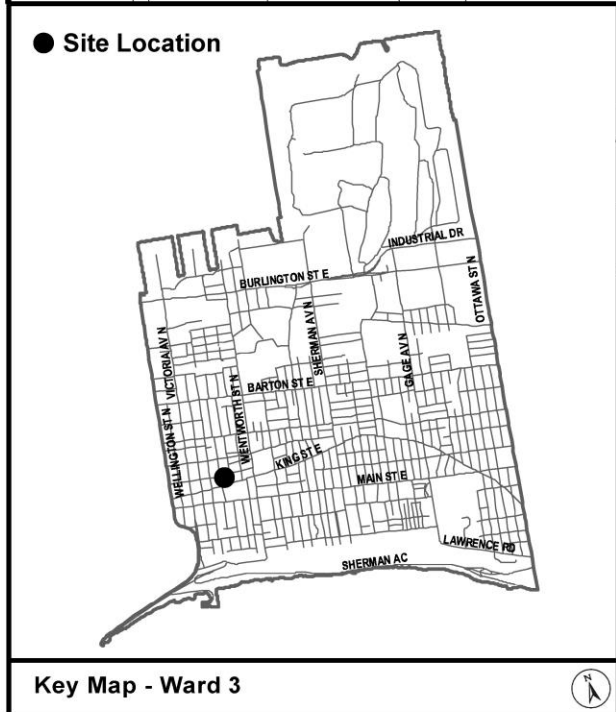 Site Location
INDUSTRIAL DR
BURLINGTON ST E
OTTAWA ST N
SHERMAN AV N
VICTORIA AV N
GAGE AV N
BARTON ST E
WENTWORTH ST N
WELLINGTON ST N
KING ST E
MAIN ST E
LAWRENCE RD
SHERMAN AC
Key Map - Ward 3
N